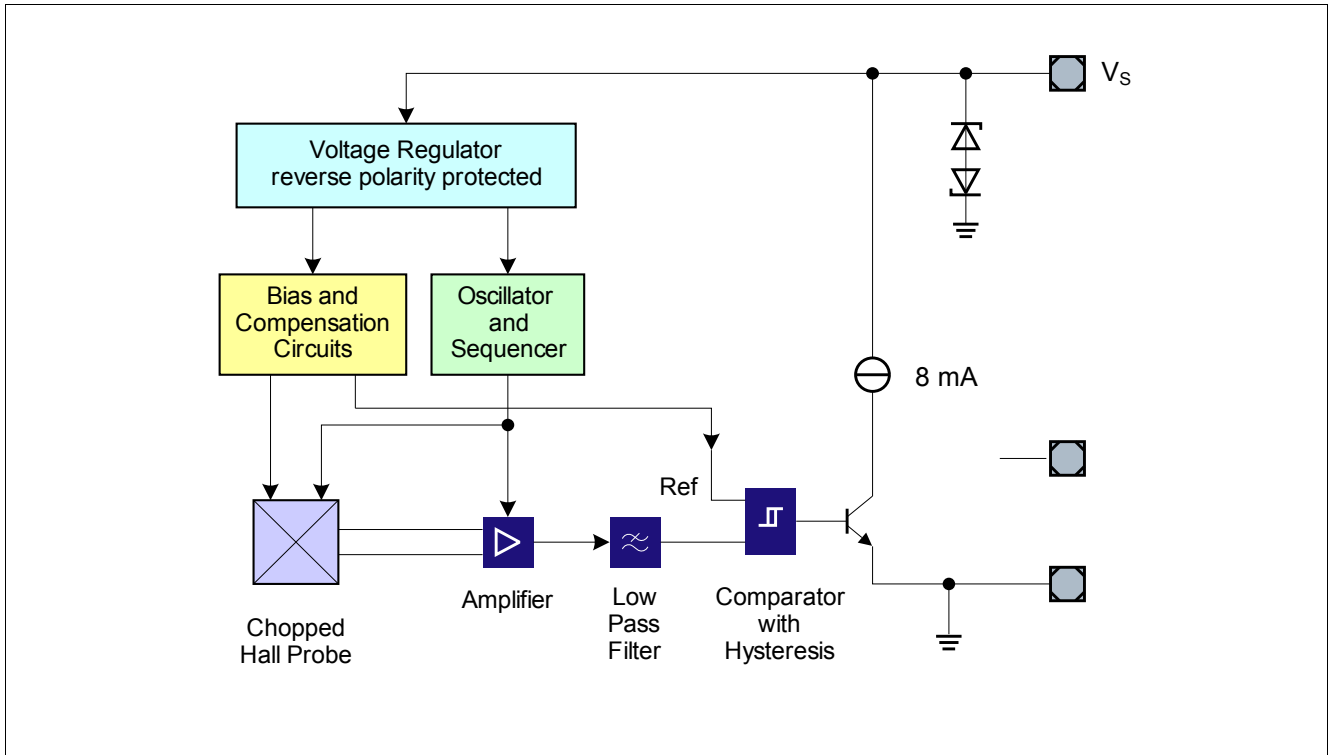 V_S
Voltage Regulator
reverse polarity protected
Bias and
Compensation
Circuits
Oscillator
and
Sequencer
8 mA
Ref
Amplifier
Low
Pass
Filter
Comparator
with
Hysteresis
Chopped
Hall Probe